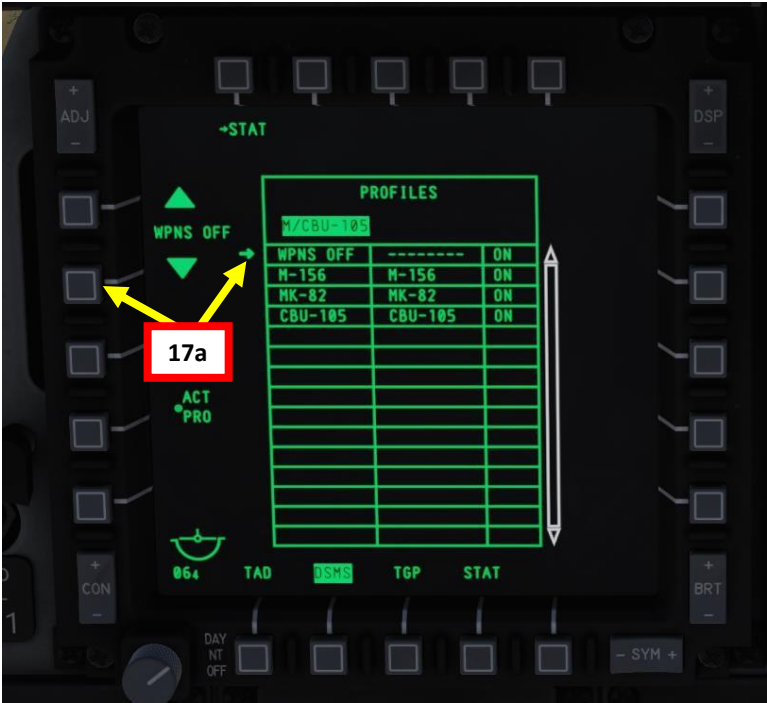 +
ADJ
-
+
DSP
-
→STAT
PROFILES
M/CBU-105
WPNS OFF
WPNS OFF -------- ON
M-156 M-156 ON
MK-82 MK-82 ON
CBU-105 CBU-105 ON
17a
ACT
PRO
064 TAD DSMS TGP STAT
+
CON
-
+
BRT
-
1
DAY
NT
OFF
- SYM +